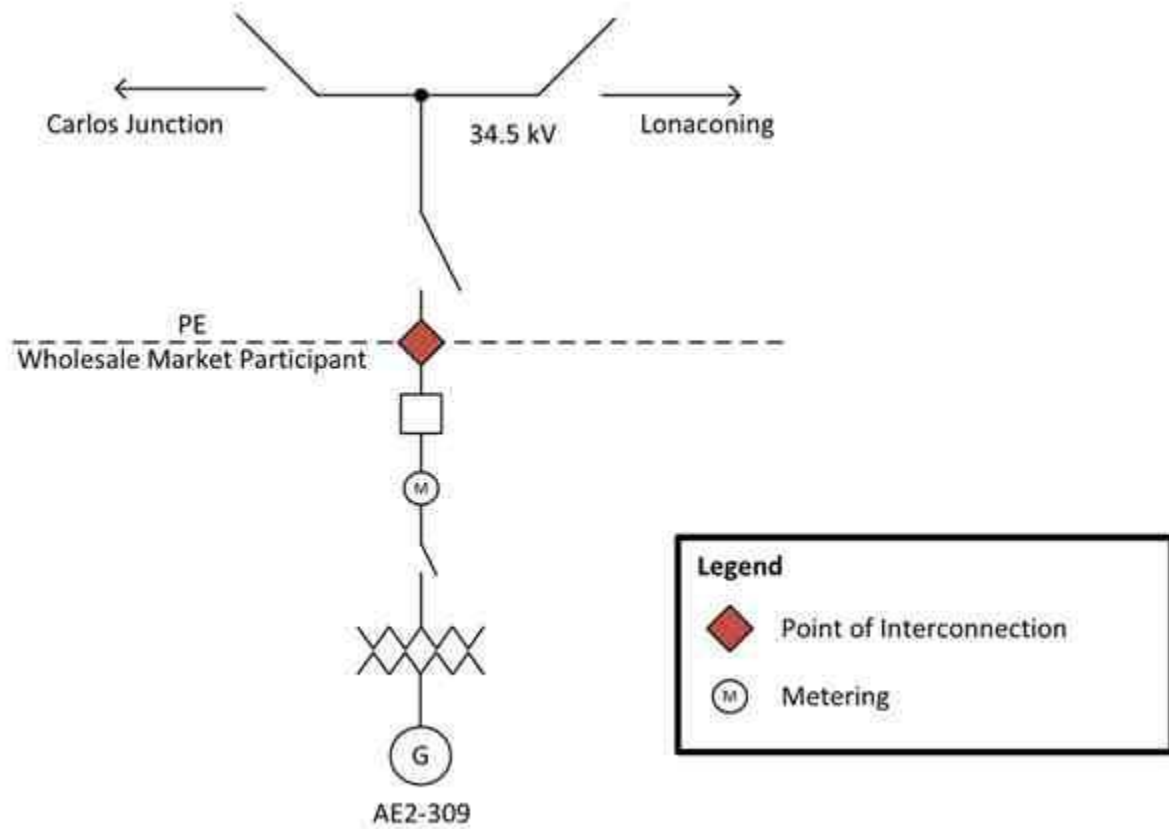 Carlos Junction
34.5 kV
Lonaconing
PE
Wholesale Market Participant
M
G
AE2-309
Legend
Point of Interconnection
M Metering